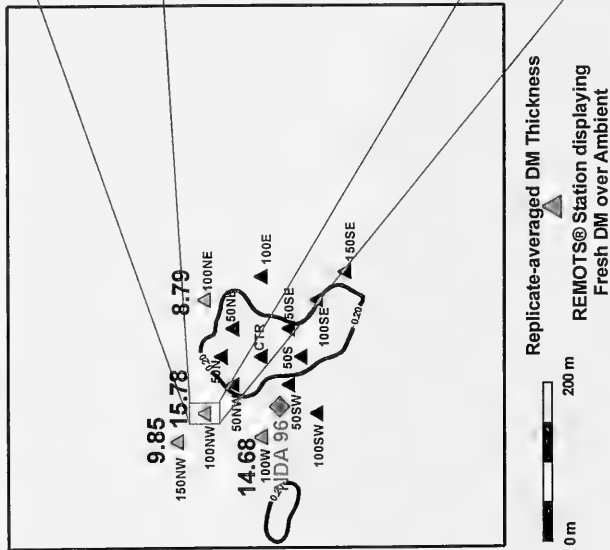 9.85
150NW
15.78
100NW
8.79
100NE
0.20
50N
50NE
50NW
CTR
100E
14.68
100W
NDA 96
50SW
50S
50SE
100SW
100SE
150SE
0.20
0.20
0 m
200 m
Replicate-averaged DM Thickness
REMOTS® Station displaying
Fresh DM over Ambient